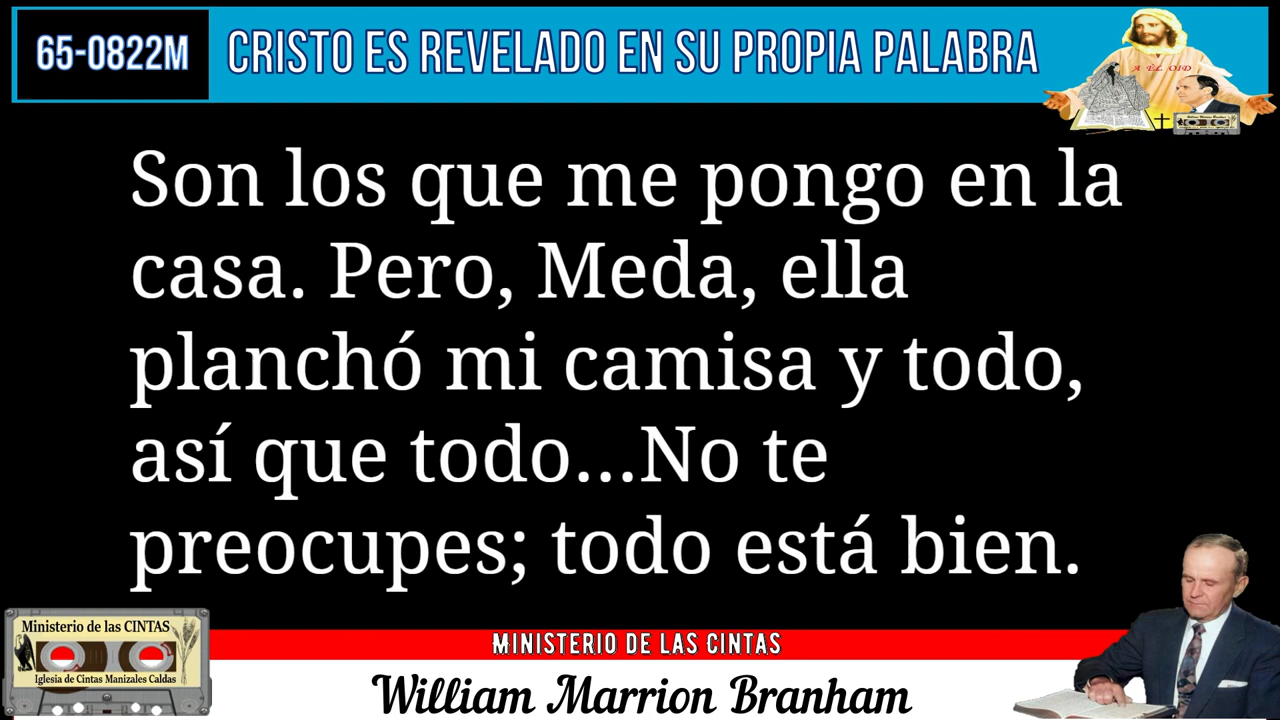 65-0822M
CRISTO ES REVELADO EN SU PROPIA PALABRA
A ÉL OID
Son los que me pongo en la
casa. Pero, Meda, ella
planchó mi camisa y todo,
así que todo...No te
preocupes; todo está bien.
Ministerio de las CINTAS
Iglesia de Cintas Manizales Caldas
MINISTERIO DE LAS CINTAS
William Marrion Branham